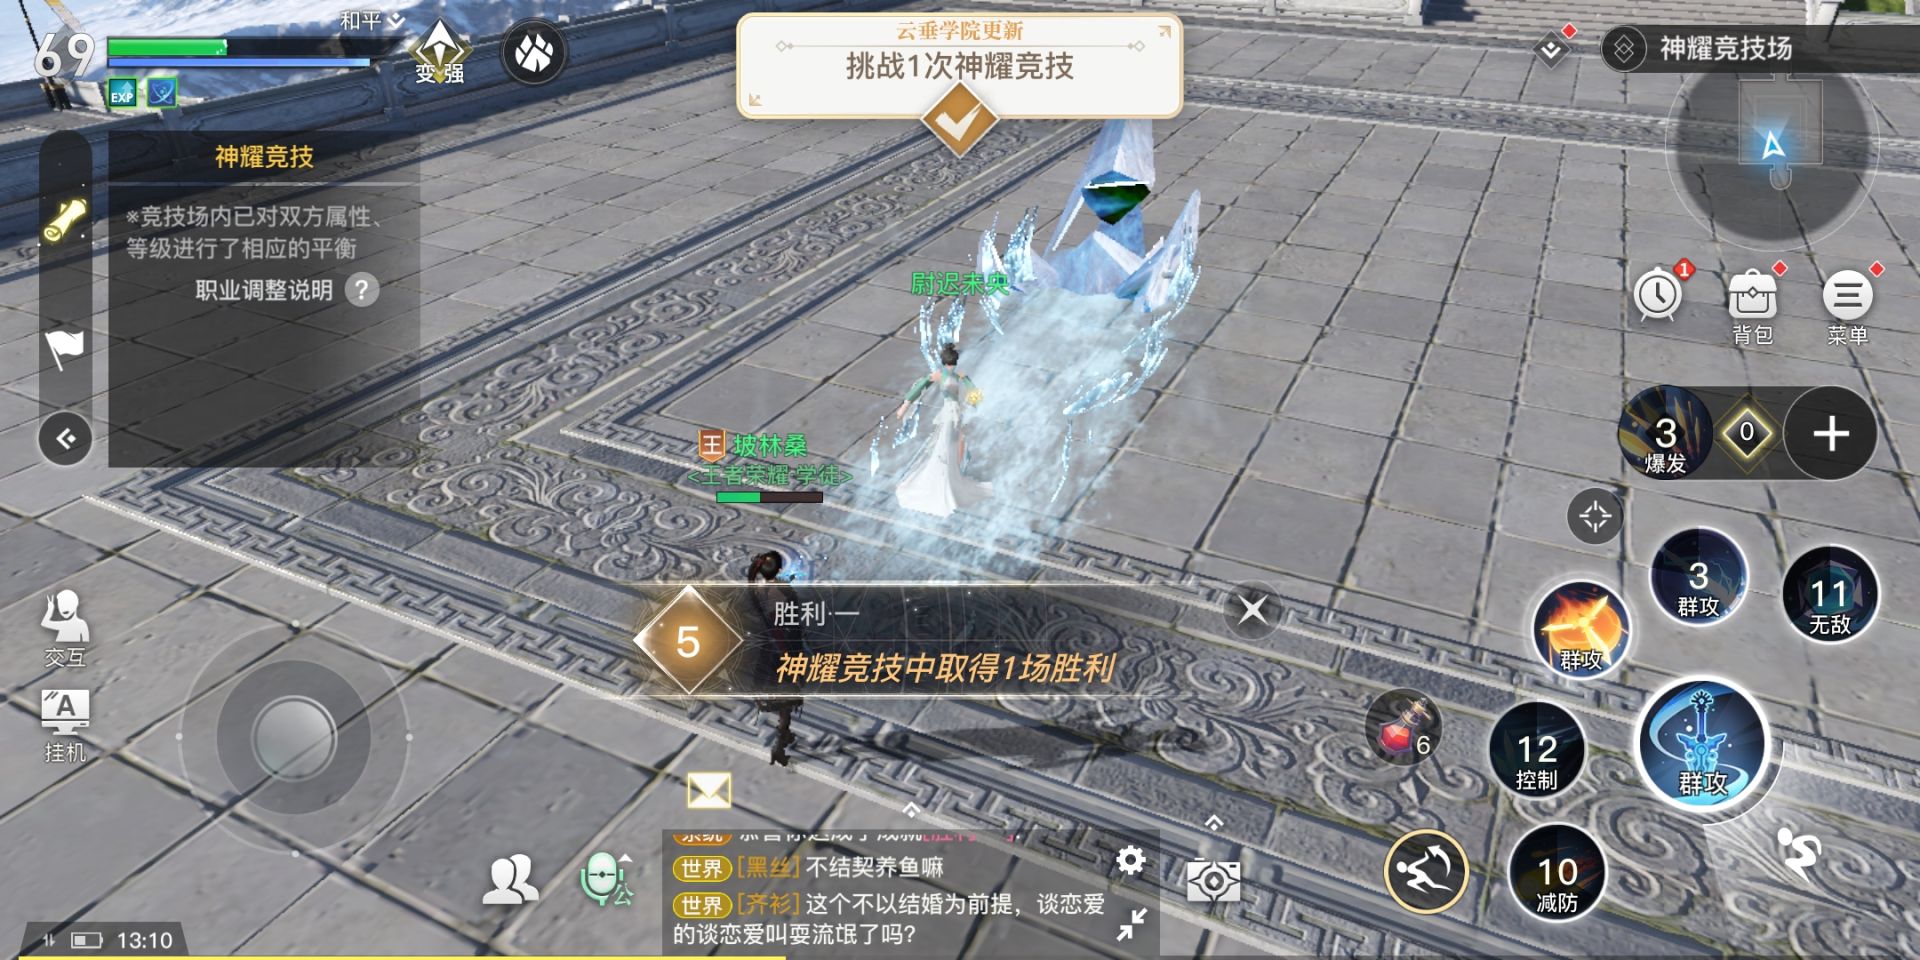 69
和平
变强
EXP
云垂学院更新
挑战1次神耀竞技
神耀竞技场
神耀竞技
※竞技场内已对双方属性、
等级进行了相应的平衡
职业调整说明 ?
1
背包
菜单
尉迟未央
王 坡林桑
<王者荣耀·学徒>
3
爆发
0
3
群攻
11
无敌
群攻
5
胜利·一
神耀竞技中取得1场胜利
交互
A
挂机
6
12
控制
群攻
10
减防
公
世界 [黑丝] 不结契养鱼嘛
世界 [齐衫] 这个不以结婚为前提，谈恋爱
的谈恋爱叫耍流氓了吗?
13:10